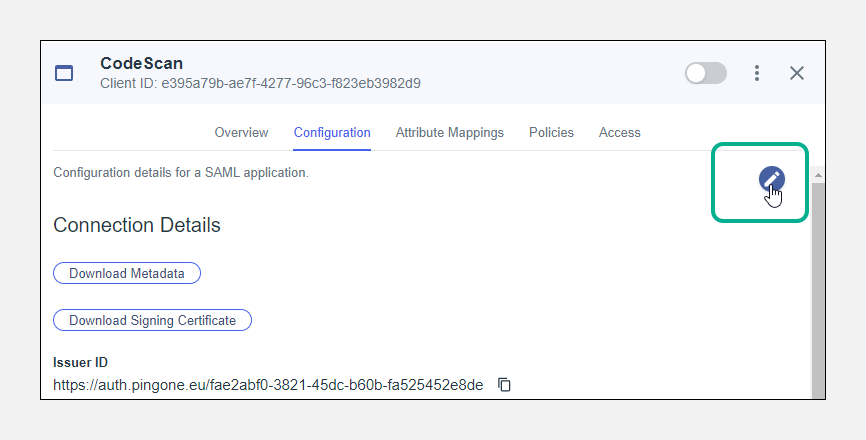 CodeScan
Client ID: e395a79b-ae7f-4277-96c3-f823eb3982d9
Overview Configuration Attribute Mappings Policies Access
Configuration details for a SAML application.
Connection Details
Download Metadata
Download Signing Certificate
Issuer ID
https://auth.pingone.eu/fae2abf0-3821-45dc-b60b-fa525452e8de